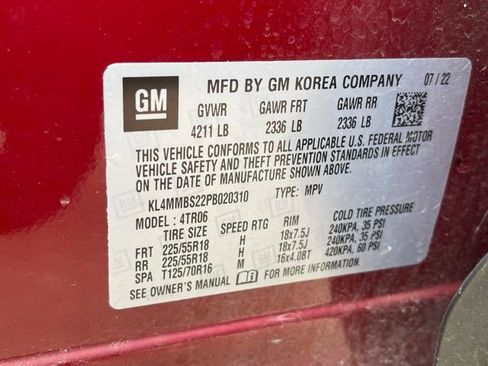 GM
MFD BY GM KOREA COMPANY 07/22
GVWR GAWR FRT GAWR RR
4211 LB 2336 LB 2336 LB
THIS VEHICLE CONFORMS TO ALL APPLICABLE U.S. FEDERAL MOTOR
VEHICLE SAFETY AND THEFT PREVENTION STANDARDS IN EFFECT
ON THE DATE OF MANUFACTURE SHOWN ABOVE.
KL4MMBS22PB020310 TYPE: MPV
MODEL: 4TR06
TIRE SIZE SPEED RTG RIM COLD TIRE PRESSURE
FRT 225/55R18 H 18x7.5J 240KPA, 35 PSI
RR 225/55R18 H 18x7.5J 240KPA, 35 PSI
SPA T125/70R16 M 16x4.0BT 420KPA, 60 PSI
SEE OWNER'S MANUAL FOR MORE INFORMATION